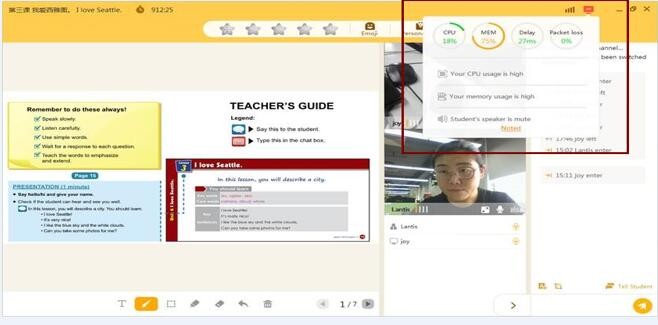 第三课 我爱西雅图。 I love Seattle.
912:25
Emoji
Persona
CPU
18%
MEM
75%
Delay
27ms
Packet loss
0%
Your CPU usage is high
Your memory usage is high
Student's speaker is mute
Noted
annel...
been switched
enter
left
enter
17:46 joy left
15:02 Lantis enter
15:11 joy enter
joy
Remember to do these always!
Speak slowly.
Listen carefully.
Use simple words.
Wait for a response to each question.
Teach the words to emphasize
and extend.
Page 16
PRESENTATION (1 minute)
Say hello/hi and give your name.
Check if the student can hear and see you well.
In this lesson, you will describe a city. You should learn:
• I love Seattle!
• It's really nice!
• I like the blue sky and the white clouds.
• Can you take some photos for me?
TEACHER'S GUIDE
Legend:
Say this to the student.
Type this in the chat box.
3
I love Seattle.
In this lesson, you will describe a city.
You should learn:
I love Seattle!
It's really nice!
I like the blue sky and the white clouds.
Can you take some photos for me?
Lantis
Lantis
joy
T
1 / 7
Tell Student